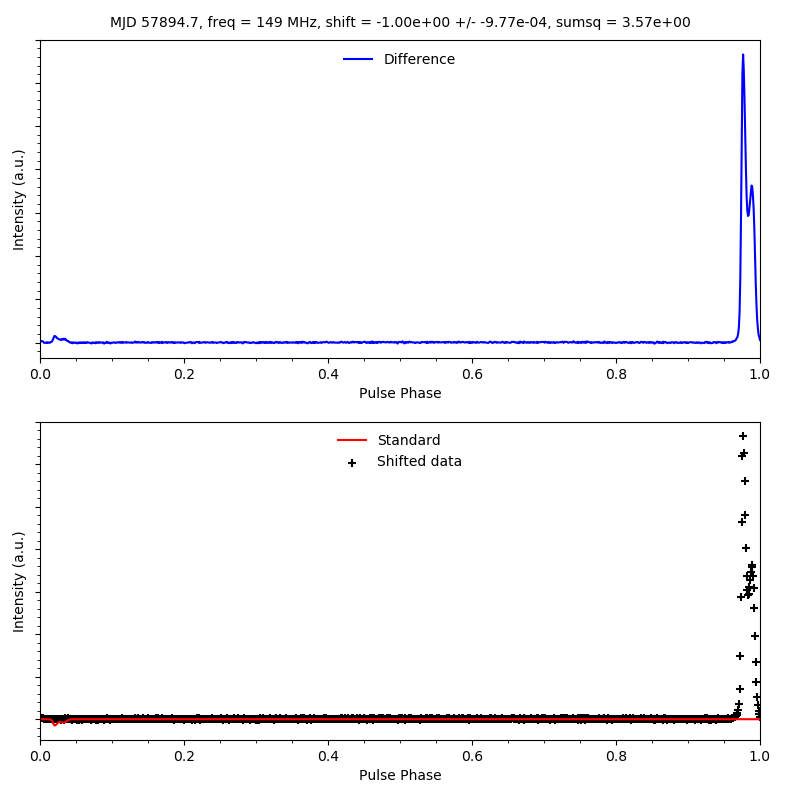 MJD 57894.7, freq = 149 MHz, shift = -1.00e+00 +/- -9.77e-04, sumsq = 3.57e+00
Difference
Intensity (a.u.)
0.0 0.2 0.4 0.6 0.8 1.0
Pulse Phase
Standard
Shifted data
Intensity (a.u.)
0.0 0.2 0.4 0.6 0.8 1.0
Pulse Phase